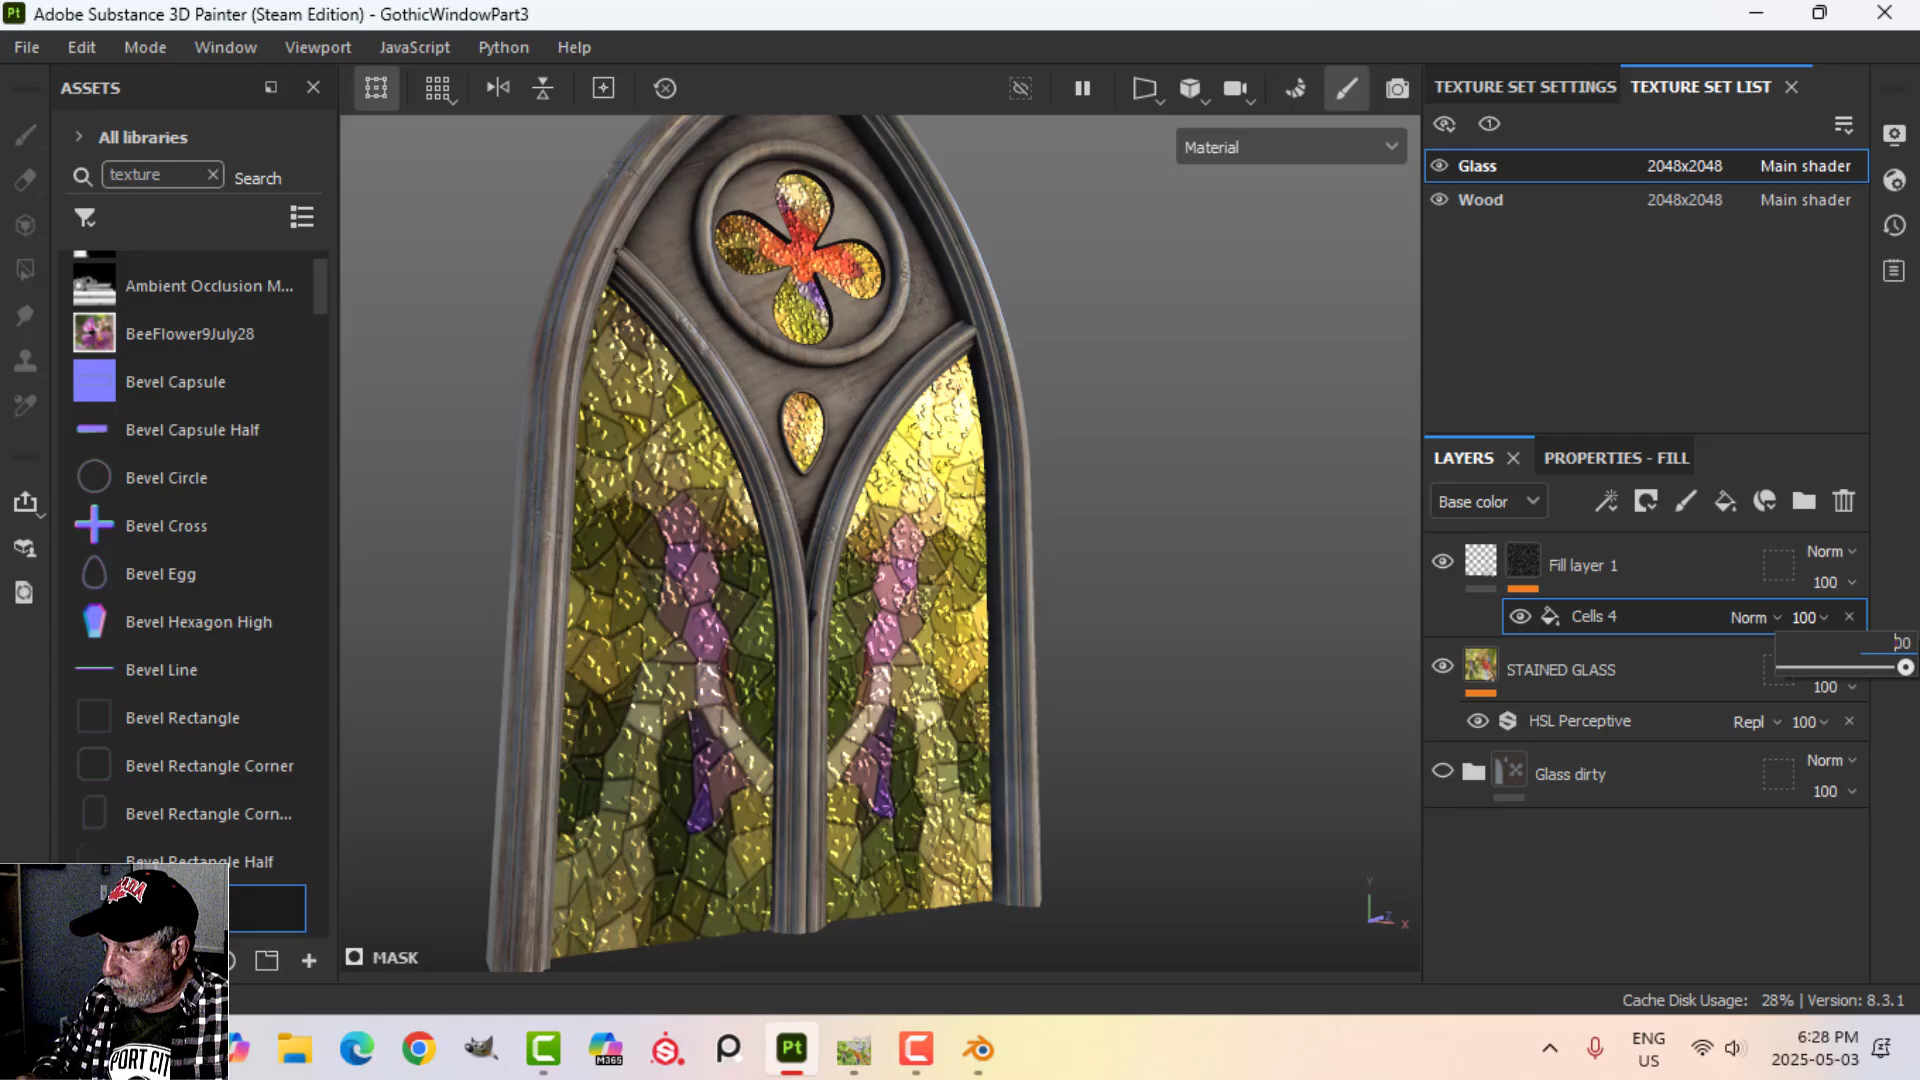 Pt Adobe Substance 3D Painter (Steam Edition) - GothicWindowPart3
File Edit Mode Window Viewport JavaScript Python Help
ASSETS
All libraries
texture Search
Ambient Occlusion M...
BeeFlower9July28
Bevel Capsule
Bevel Capsule Half
Bevel Circle
Bevel Cross
Bevel Egg
Bevel Hexagon High
Bevel Line
Bevel Rectangle
Bevel Rectangle Corner
Bevel Rectangle Corn...
Bevel Rectangle Half
Material
MASK
Y
Z
X
TEXTURE SET SETTINGS TEXTURE SET LIST
Glass 2048x2048 Main shader
Wood 2048x2048 Main shader
LAYERS PROPERTIES - FILL
Base color
Fill layer 1 Norm
100
Cells 4 Norm 100
STAINED GLASS
100
HSL Perceptive Repl 100
Glass dirty Norm
100
Cache Disk Usage: 28% | Version: 8.3.1
PORT CIT
M365
Pt
ENG
US
6:28 PM
2025-05-03